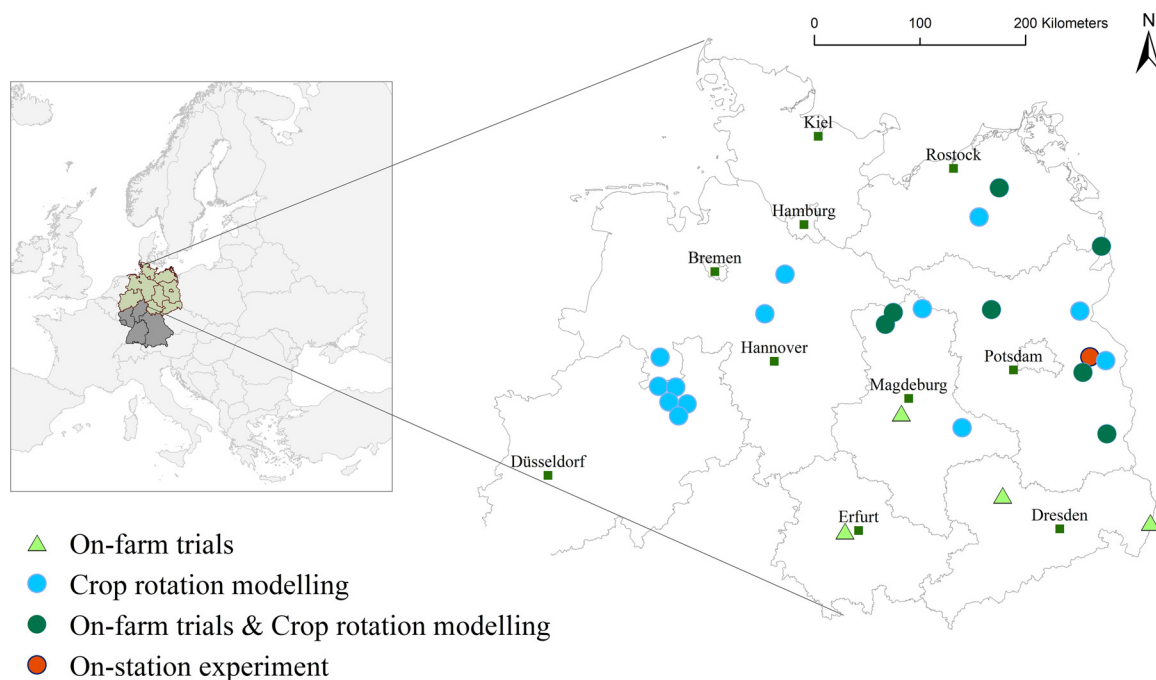 0 100 200 Kilometers
N
Kiel
Rostock
Hamburg
Bremen
Hannover
Potsdam
Magdeburg
Düsseldorf
Erfurt
Dresden
On-farm trials
Crop rotation modelling
On-farm trials & Crop rotation modelling
On-station experiment